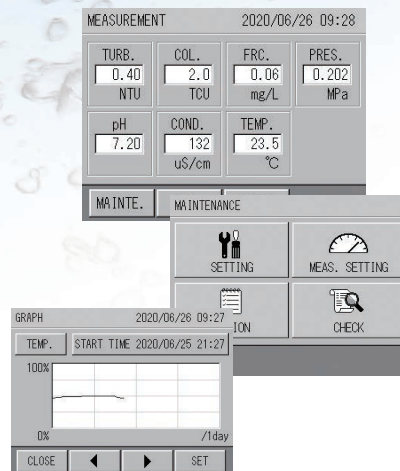 MEASUREMENT 2020/06/26 09:28
TURB. COL. FRC. PRES.
0.40 2.0 0.06 0.202
NTU TCU mg/L MPa
pH COND. TEMP.
7.20 132 23.5
uS/cm ℃
MAINTE.
MAINTENANCE
SETTING MEAS. SETTING
ION CHECK
GRAPH 2020/06/26 09:27
TEMP. START TIME 2020/06/25 21:27
100%
0% /1day
CLOSE SET